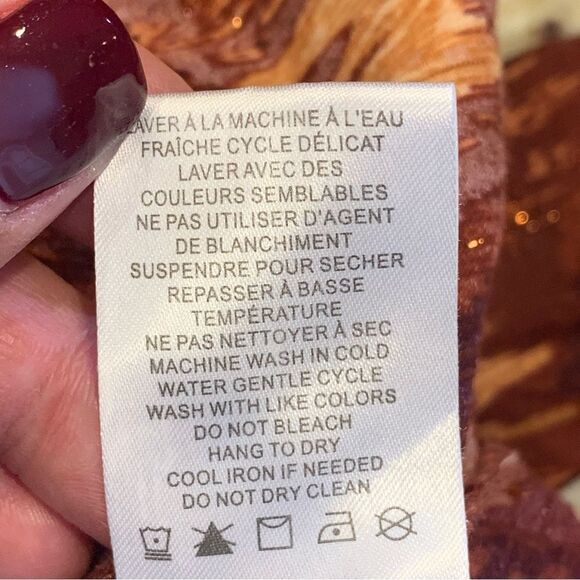 LAVER À LA MACHINE À L'EAU
FRAÎCHE CYCLE DÉLICAT
LAVER AVEC DES
COULEURS SEMBLABLES
NE PAS UTILISER D'AGENT
DE BLANCHIMENT
SUSPENDRE POUR SECHER
REPASSER À BASSE
TEMPÉRATURE
NE PAS NETTOYER À SEC
MACHINE WASH IN COLD
WATER GENTLE CYCLE
WASH WITH LIKE COLORS
DO NOT BLEACH
HANG TO DRY
COOL IRON IF NEEDED
DO NOT DRY CLEAN